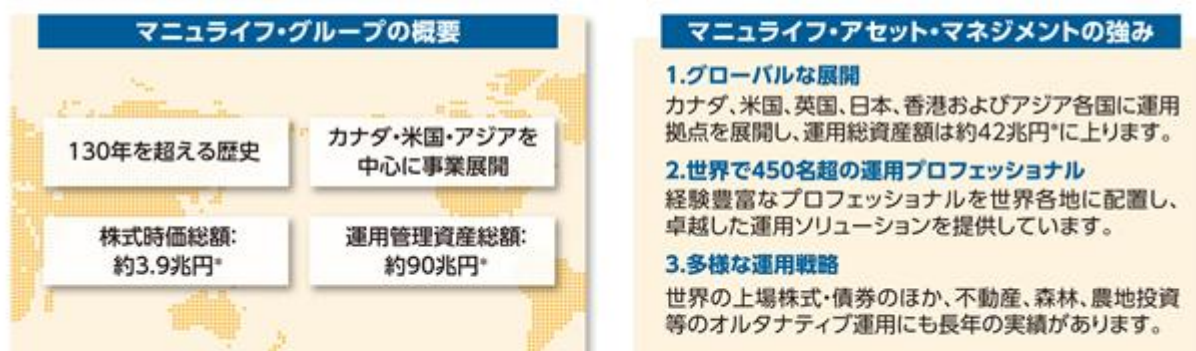 マニュライフ・グループの概要
130年を超える歴史
カナダ・米国・アジアを
中心に事業展開
株式時価総額:
約3.9兆円*
運用管理資産総額:
約90兆円*
マニュライフ・アセット・マネジメントの強み
1.グローバルな展開
カナダ、米国、英国、日本、香港およびアジア各国に運用
拠点を展開し、運用総資産額は約42兆円*に上ります。
2.世界で450名超の運用プロフェッショナル
経験豊富なプロフェッショナルを世界各地に配置し、
卓越した運用ソリューションを提供しています。
3.多様な運用戦略
世界の上場株式・債券のほか、不動産、森林、農地投資
等のオルタナティブ運用にも長年の実績があります。